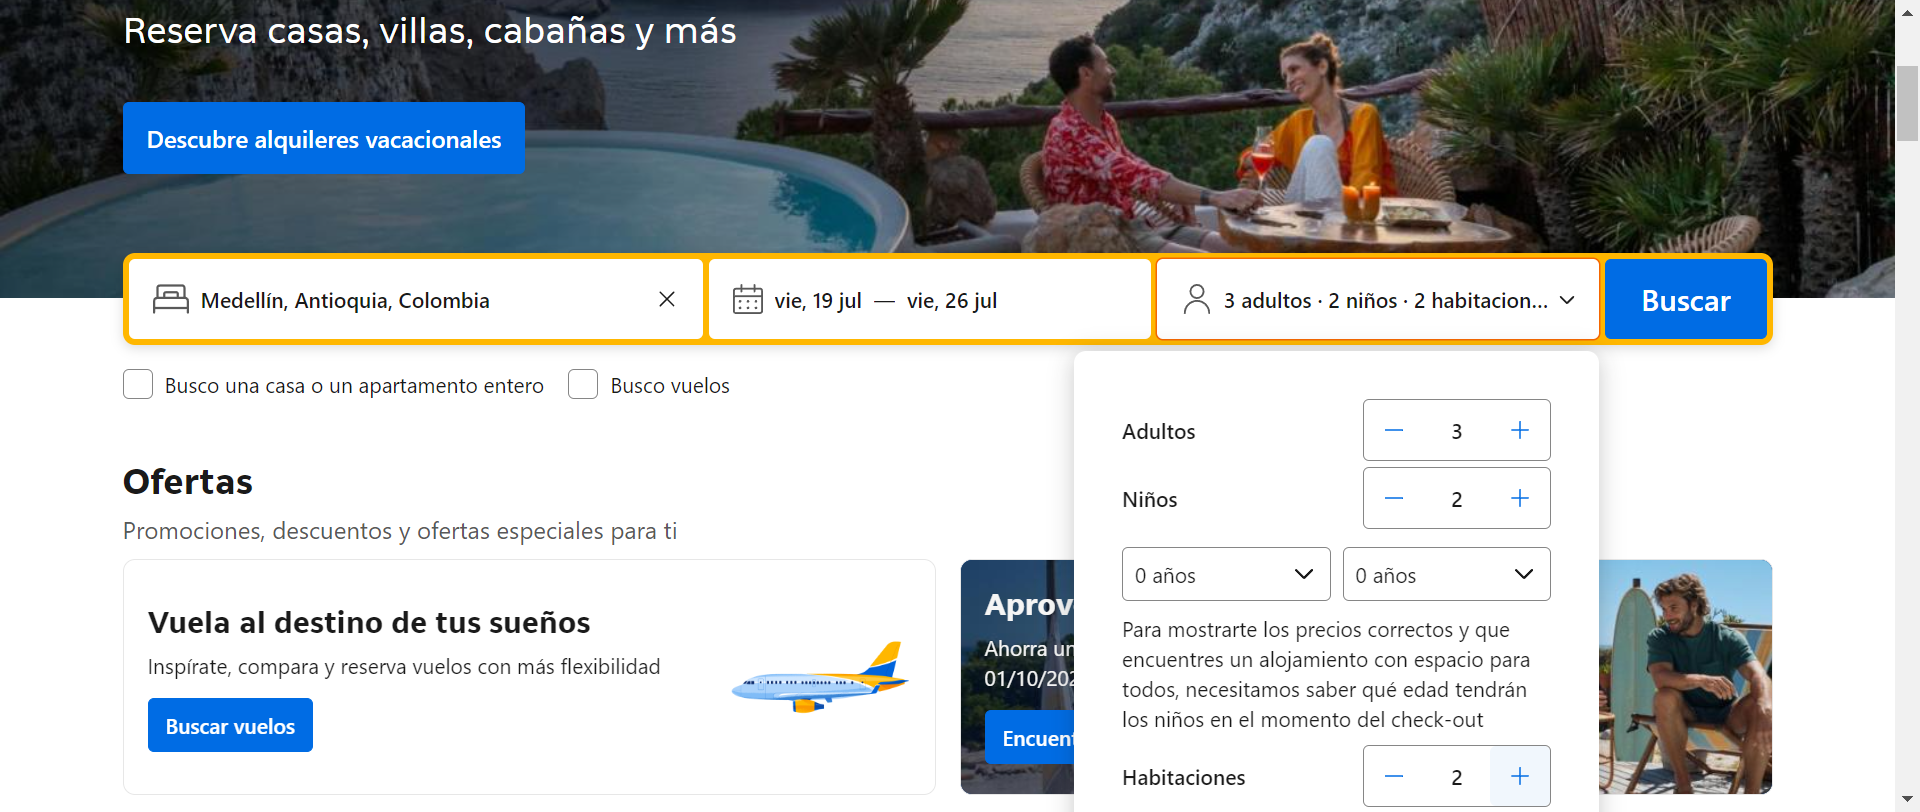 Reserva casas, villas, cabañas y más
Descubre alquileres vacacionales
Medellín, Antioquia, Colombia
vie, 19 jul — vie, 26 jul
3 adultos · 2 niños · 2 habitacion...
Buscar
Busco una casa o un apartamento entero
Busco vuelos
Adultos
3
Niños
2
0 años
0 años
Para mostrarte los precios correctos y que
encuentres un alojamiento con espacio para
todos, necesitamos saber qué edad tendrán
los niños en el momento del check-out
Habitaciones
2
Ofertas
Promociones, descuentos y ofertas especiales para ti
Vuela al destino de tus sueños
Inspírate, compara y reserva vuelos con más flexibilidad
Buscar vuelos
Aprov
Ahorra un
01/10/202
Encuent